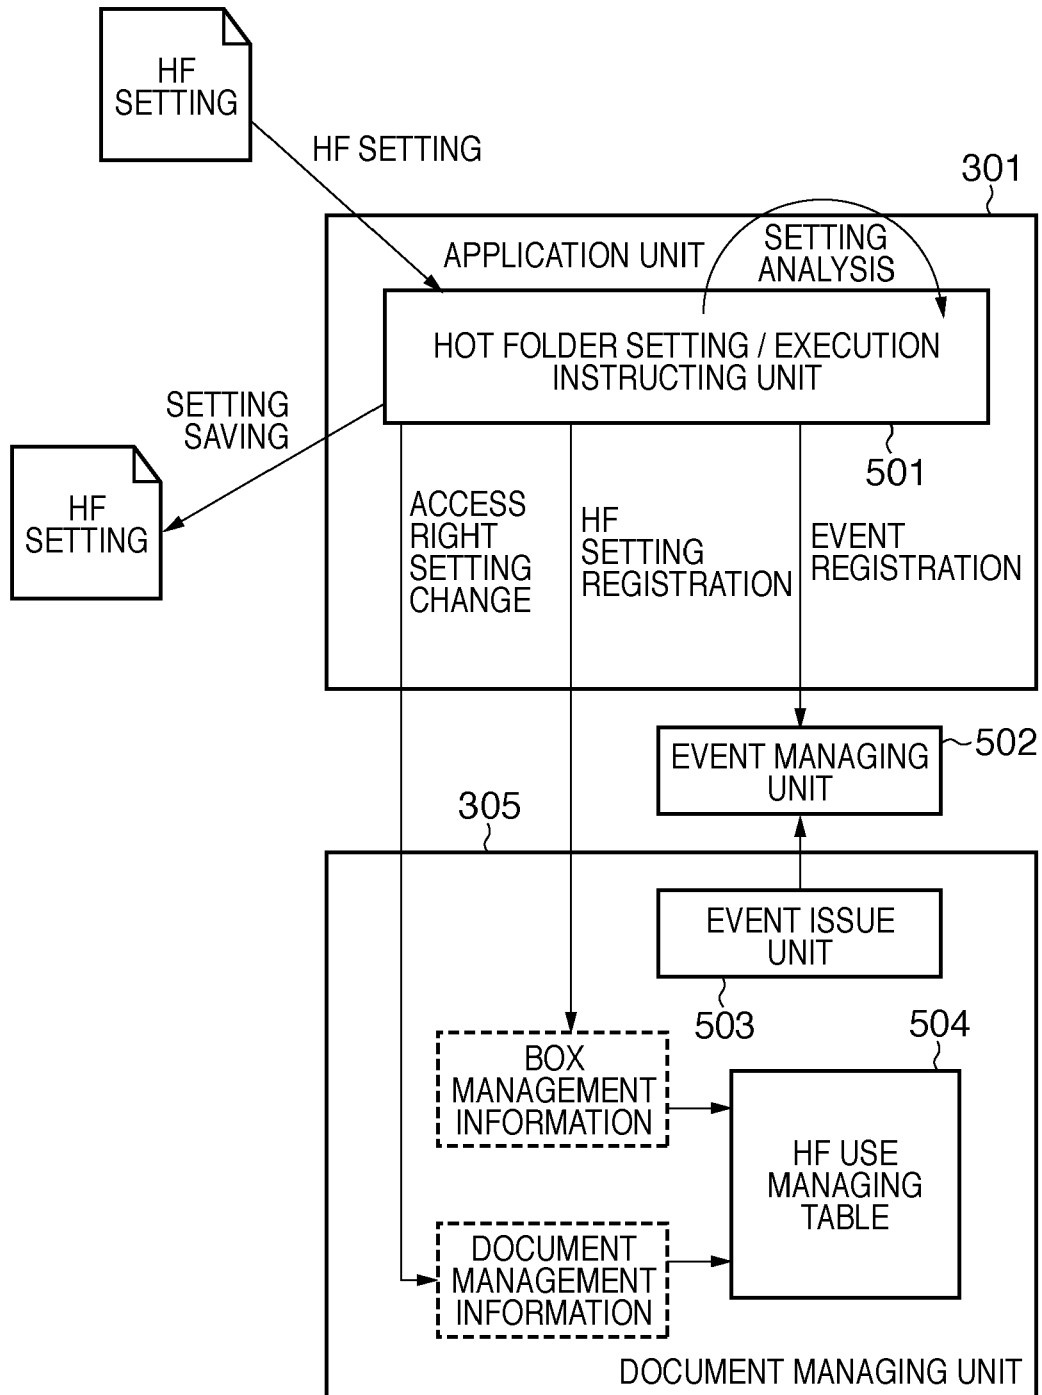 HF
SETTING
HF SETTING
301
APPLICATION UNIT
SETTING
ANALYSIS
HOT FOLDER SETTING / EXECUTION
INSTRUCTING UNIT
SETTING
SAVING
501
HF
SETTING
ACCESS
RIGHT
SETTING
CHANGE
HF
SETTING
REGISTRATION
EVENT
REGISTRATION
EVENT MANAGING
UNIT
502
305
EVENT ISSUE
UNIT
503
504
BOX
MANAGEMENT
INFORMATION
HF USE
MANAGING
TABLE
DOCUMENT
MANAGEMENT
INFORMATION
DOCUMENT MANAGING UNIT